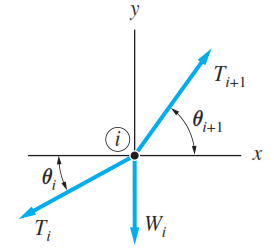 y
T_{i+1}
i
θ_{i+1}
x
θ_i
T_i
W_i